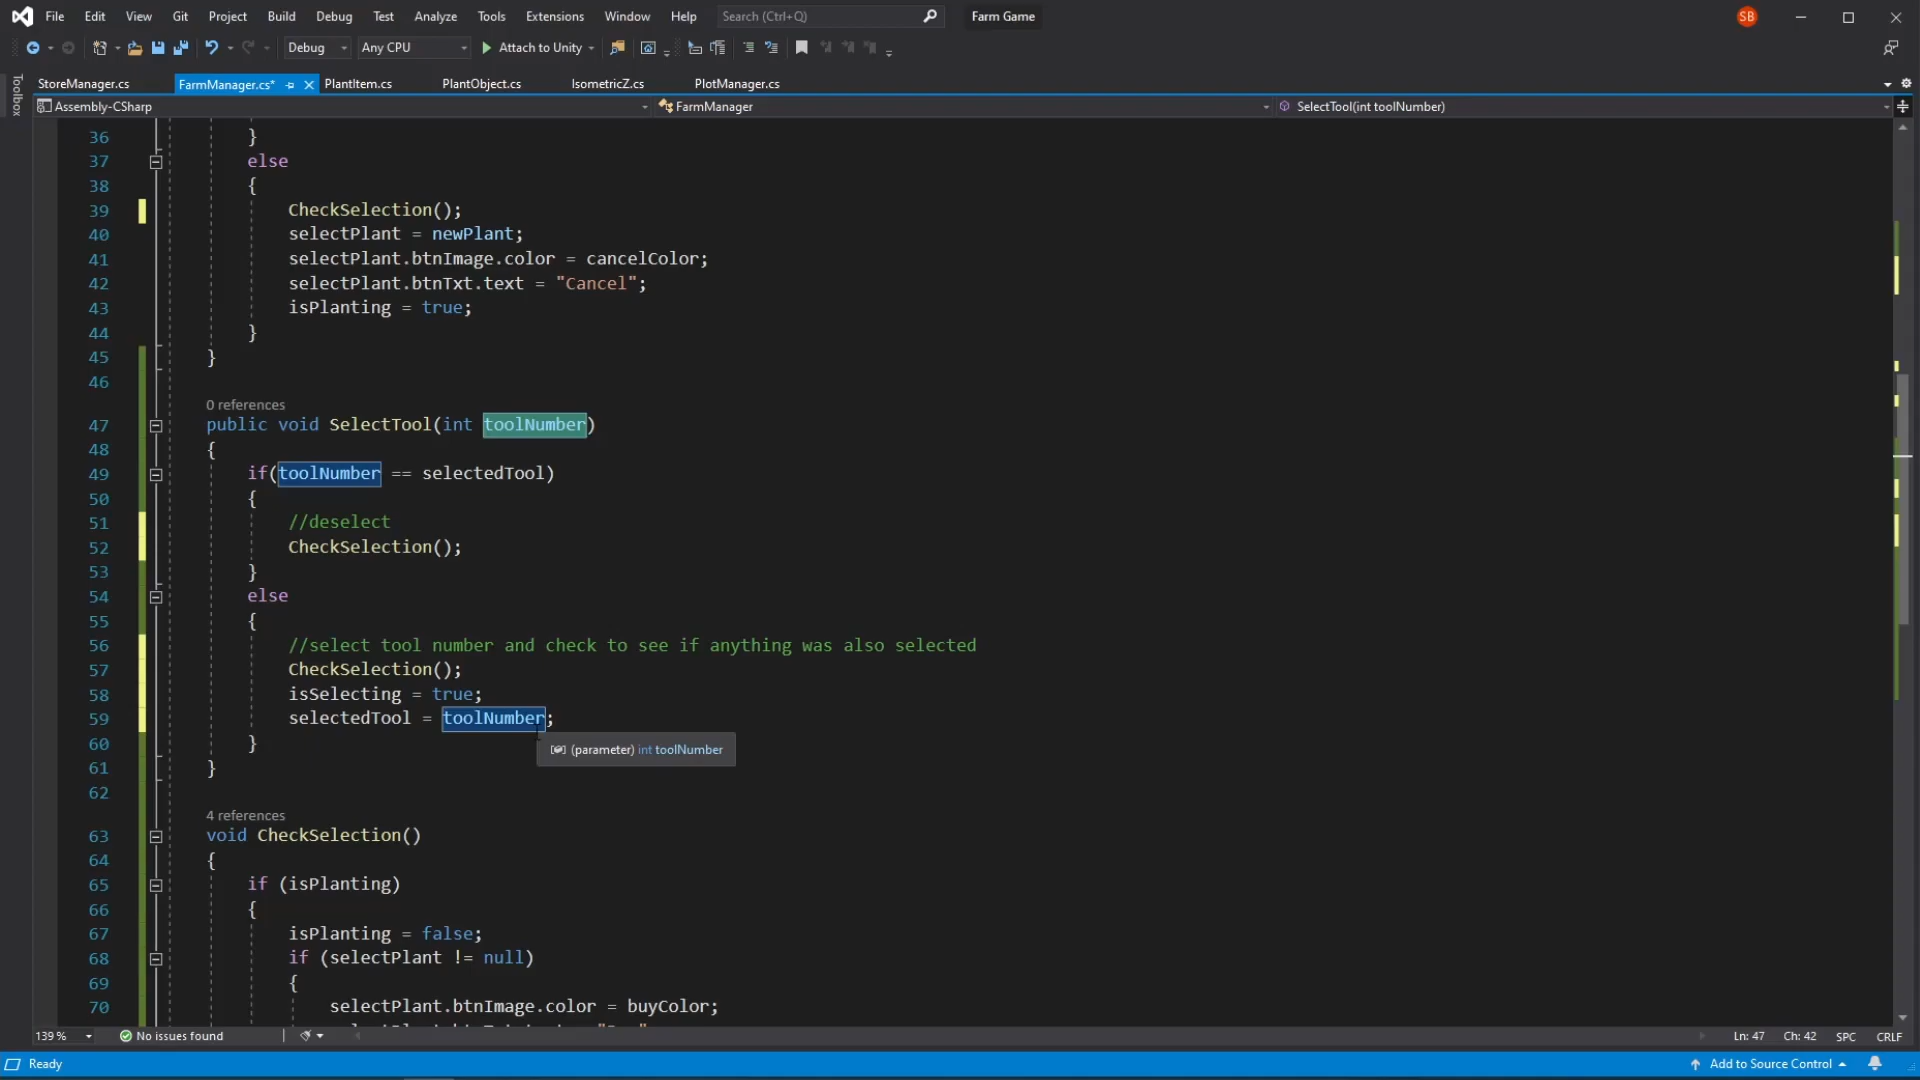 File Edit View Git Project Build Debug Test Analyze Tools Extensions Window Help Search (Ctrl+Q) Farm Game SB
Debug Any CPU Attach to Unity
Toolbox
StoreManager.cs FarmManager.cs* PlantItem.cs PlantObject.cs IsometricZ.cs PlotManager.cs
Assembly-CSharp FarmManager SelectTool(int toolNumber)
36 }
37 else
38 {
39 CheckSelection();
40 selectPlant = newPlant;
41 selectPlant.btnImage.color = cancelColor;
42 selectPlant.btnTxt.text = "Cancel";
43 isPlanting = true;
44 }
45 }
46
0 references
47 public void SelectTool(int toolNumber)
48 {
49 if(toolNumber == selectedTool)
50 {
51 //deselect
52 CheckSelection();
53 }
54 else
55 {
56 //select tool number and check to see if anything was also selected
57 CheckSelection();
58 isSelecting = true;
59 selectedTool = toolNumber;
60 }
(parameter) int toolNumber
61 }
62
4 references
63 void CheckSelection()
64 {
65 if (isPlanting)
66 {
67 isPlanting = false;
68 if (selectPlant != null)
69 {
70 selectPlant.btnImage.color = buyColor;
139 % No issues found Ln: 47 Ch: 42 SPC CRLF
Ready Add to Source Control